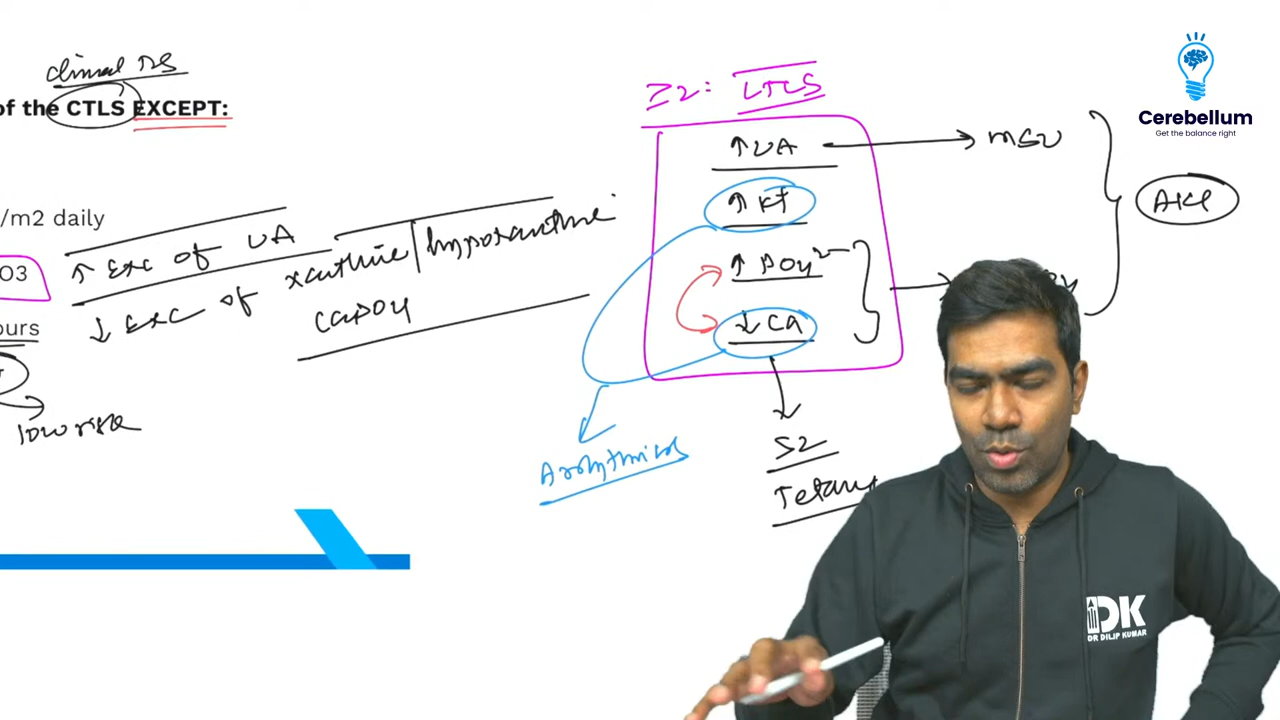 clinical TLS
of the CTLS EXCEPT:
/m2 daily
↑ Exc of UA
↓ Exc of xanthine | hypoxanthine
O3
CaPO4
ours
low risk
≥2: LTLS
↑ UA → MSU
↑ K+
↑ PO4 2-
↓ Ca
AKI
Arrhythmias
SZ
Tetany
Cerebellum
Get the balance right
DK
DR DILIP KUMAR